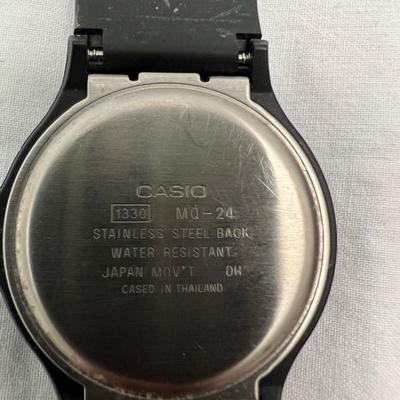 CASIO
1330 MQ-24
STAINLESS STEEL BACK
WATER RESISTANT
JAPAN MOV'T DH
CASED IN THAILAND